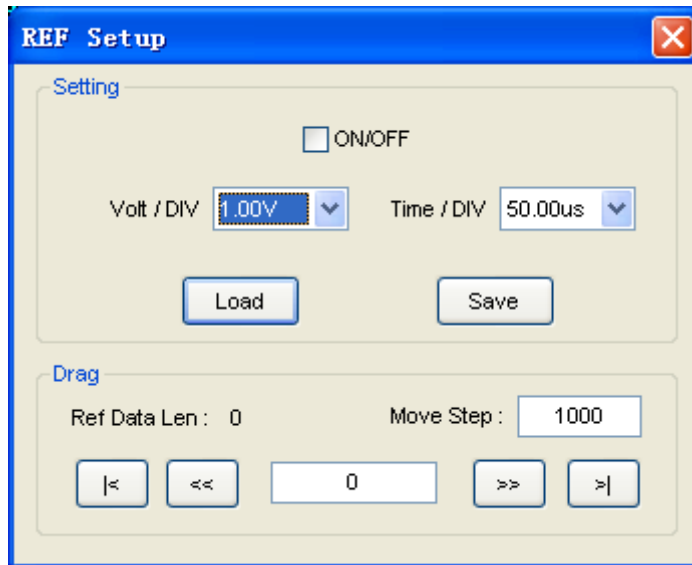 REF Setup
Setting
ON/OFF
Volt / DIV 1.00V Time / DIV 50.00us
Load Save
Drag
Ref Data Len : 0 Move Step : 1000
|< << 0 >> >|